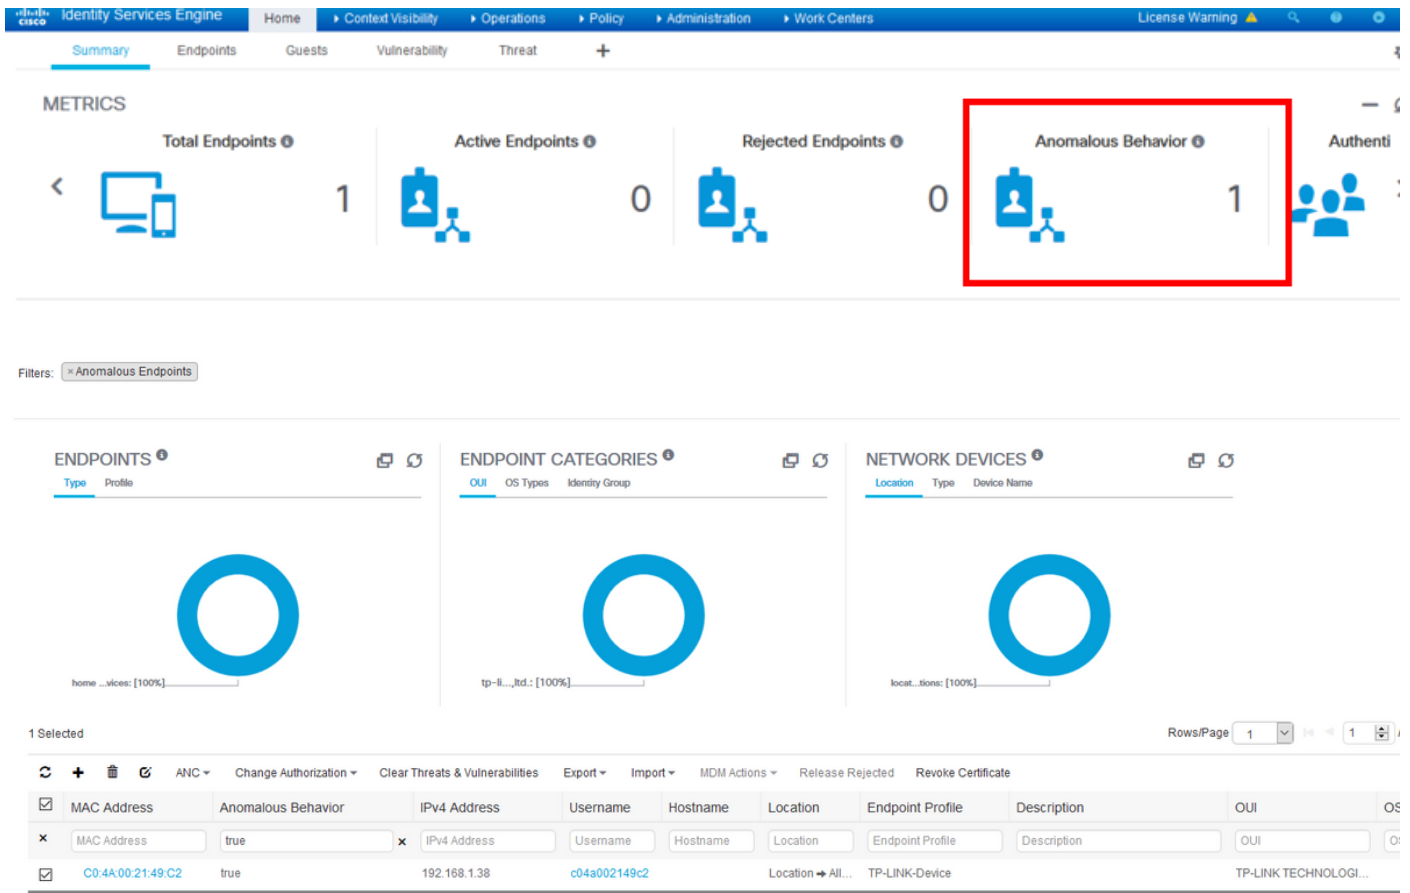 cisco Identity Services Engine Home Context Visibility Operations Policy Administration Work Centers License Warning
Summary Endpoints Guests Vulnerability Threat +
METRICS
Total Endpoints Active Endpoints Rejected Endpoints Anomalous Behavior Authenti
1 0 0 1
Filters: × Anomalous Endpoints
ENDPOINTS ENDPOINT CATEGORIES NETWORK DEVICES
Type Profile OUI OS Types Identity Group Location Type Device Name
home ...vices: [100%] tp-li...,ltd.: [100%] locat...tions: [100%]
1 Selected Rows/Page 1 1 /
ANC Change Authorization Clear Threats & Vulnerabilities Export Import MDM Actions Release Rejected Revoke Certificate
MAC Address Anomalous Behavior IPv4 Address Username Hostname Location Endpoint Profile Description OUI OS
× MAC Address true × IPv4 Address Username Hostname Location Endpoint Profile Description OUI
C0:4A:00:21:49:C2 true 192.168.1.38 c04a002149c2 Location ➔ All... TP-LINK-Device TP-LINK TECHNOLOGI...